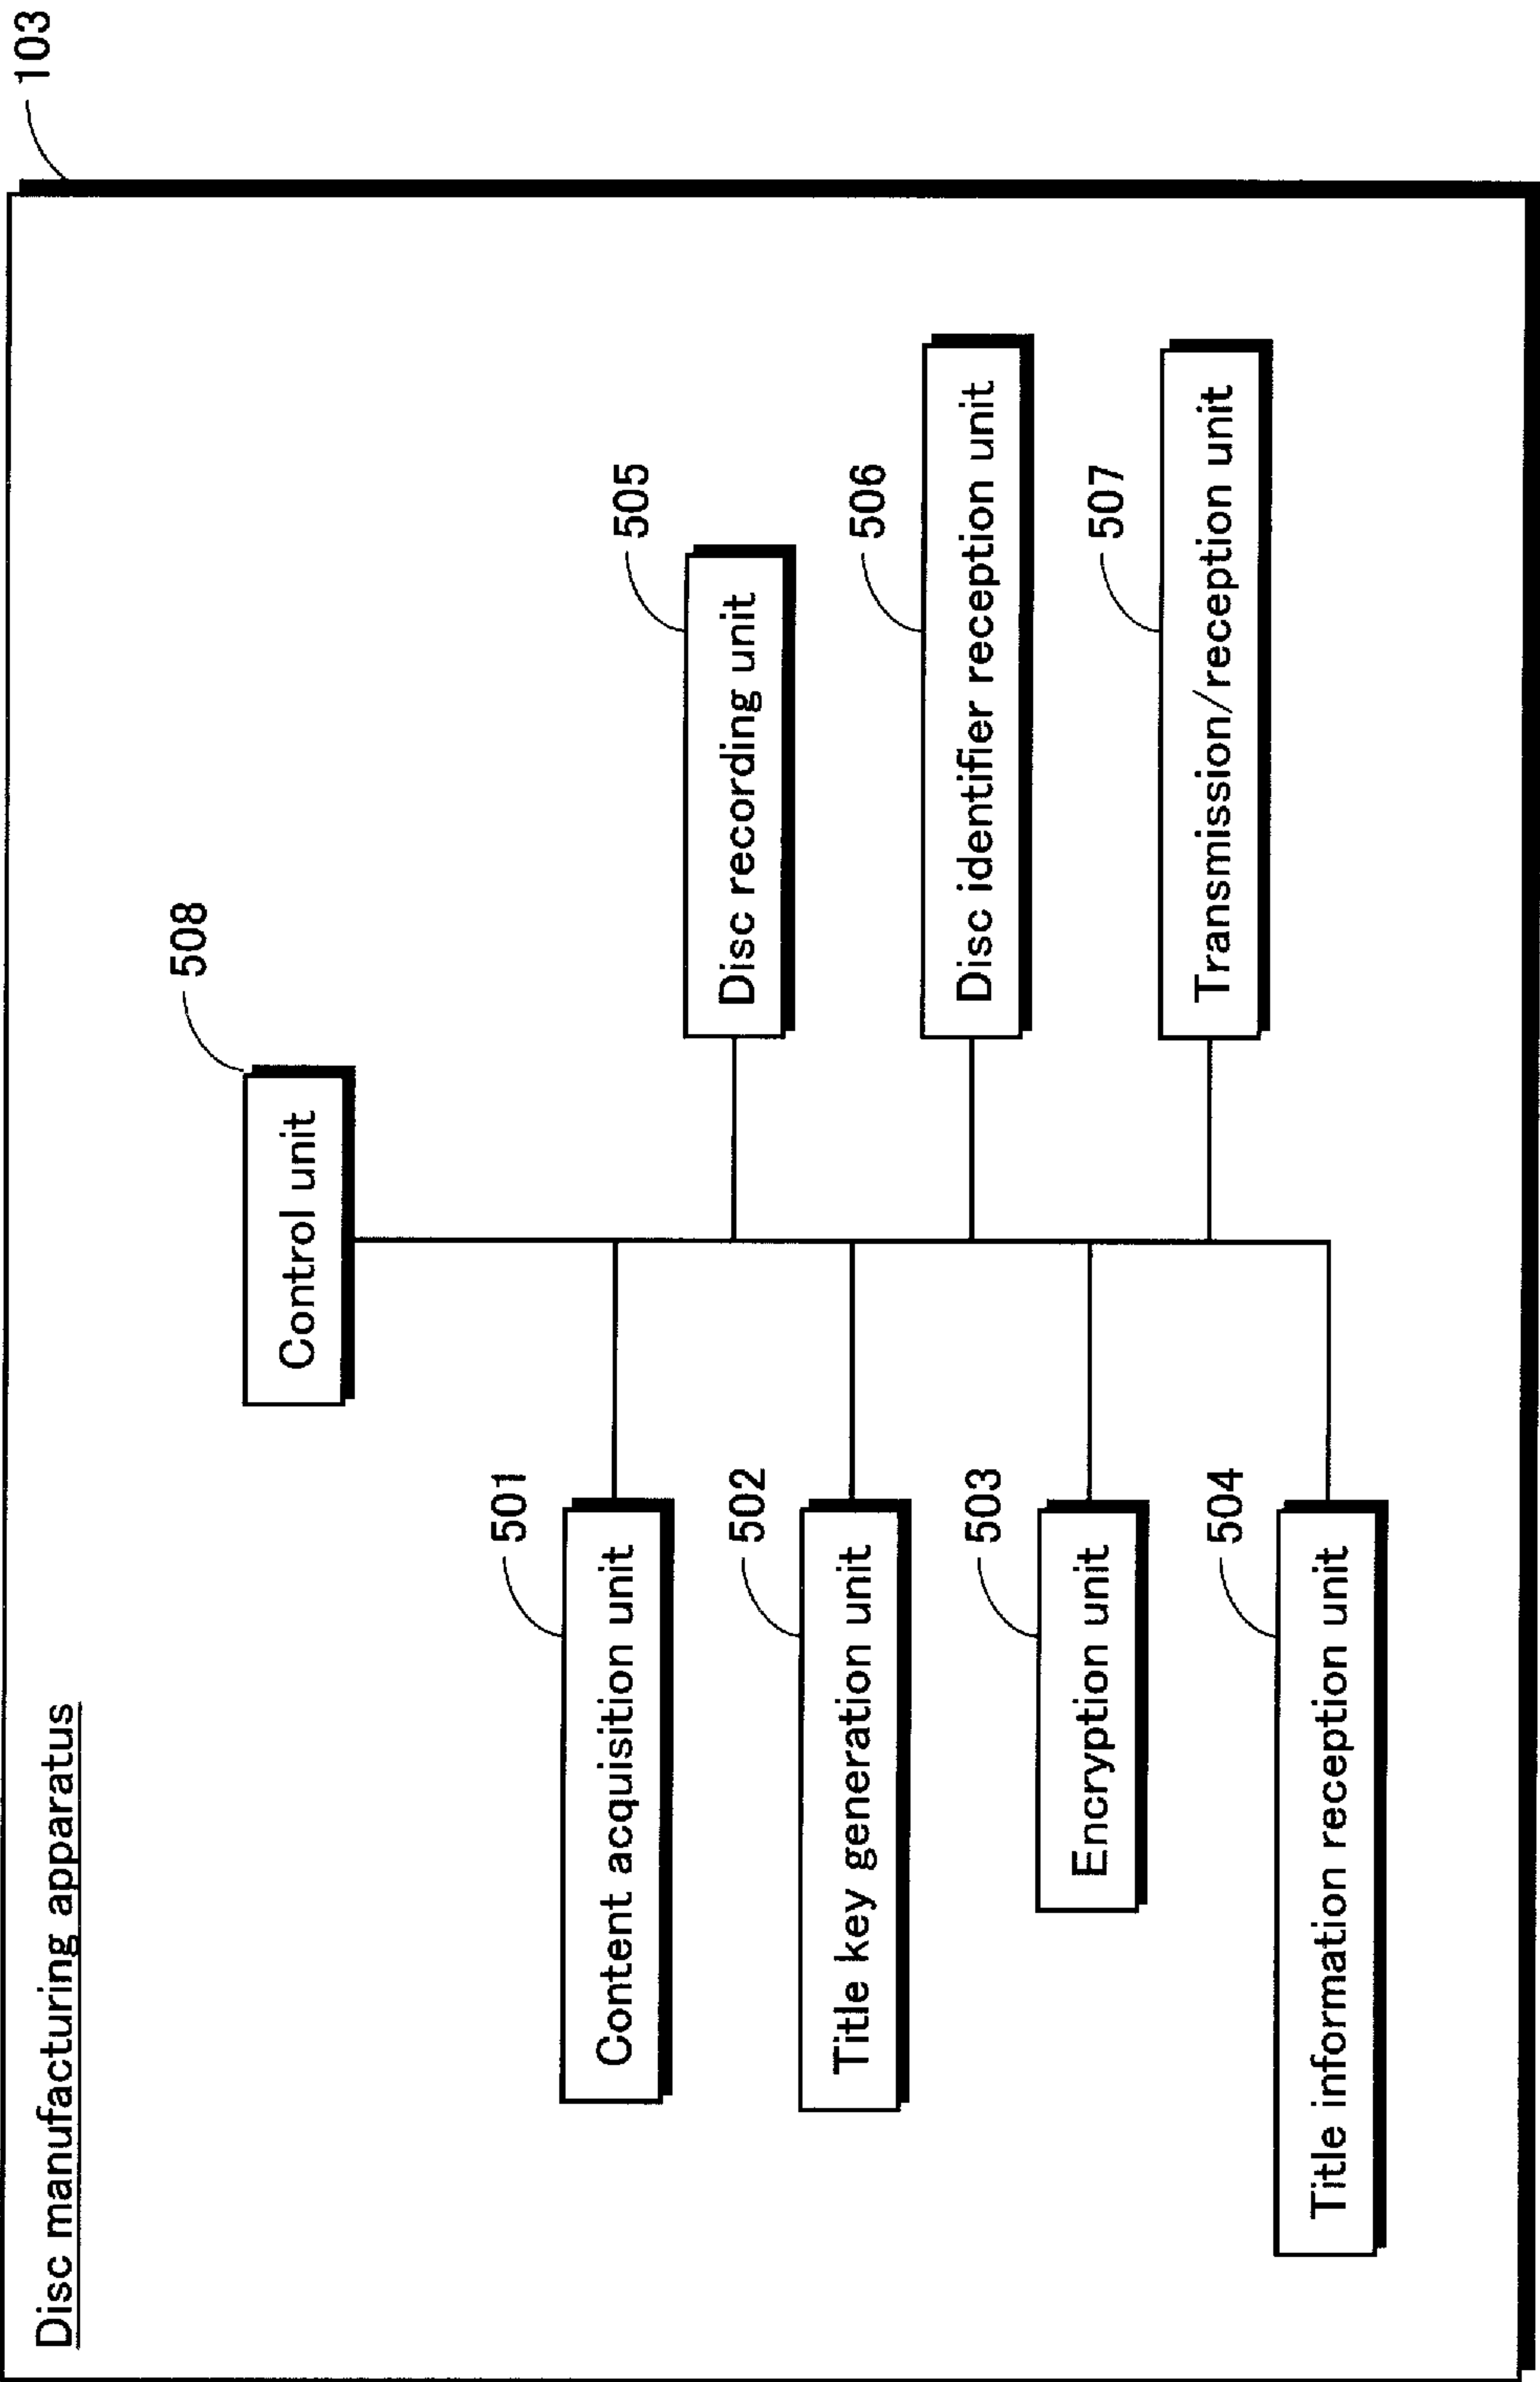 Disc manufacturing apparatus
103
508
Control unit
501
Content acquisition unit
505
Disc recording unit
502
Title key generation unit
506
Disc identifier reception unit
503
Encryption unit
507
Transmission/reception unit
504
Title information reception unit